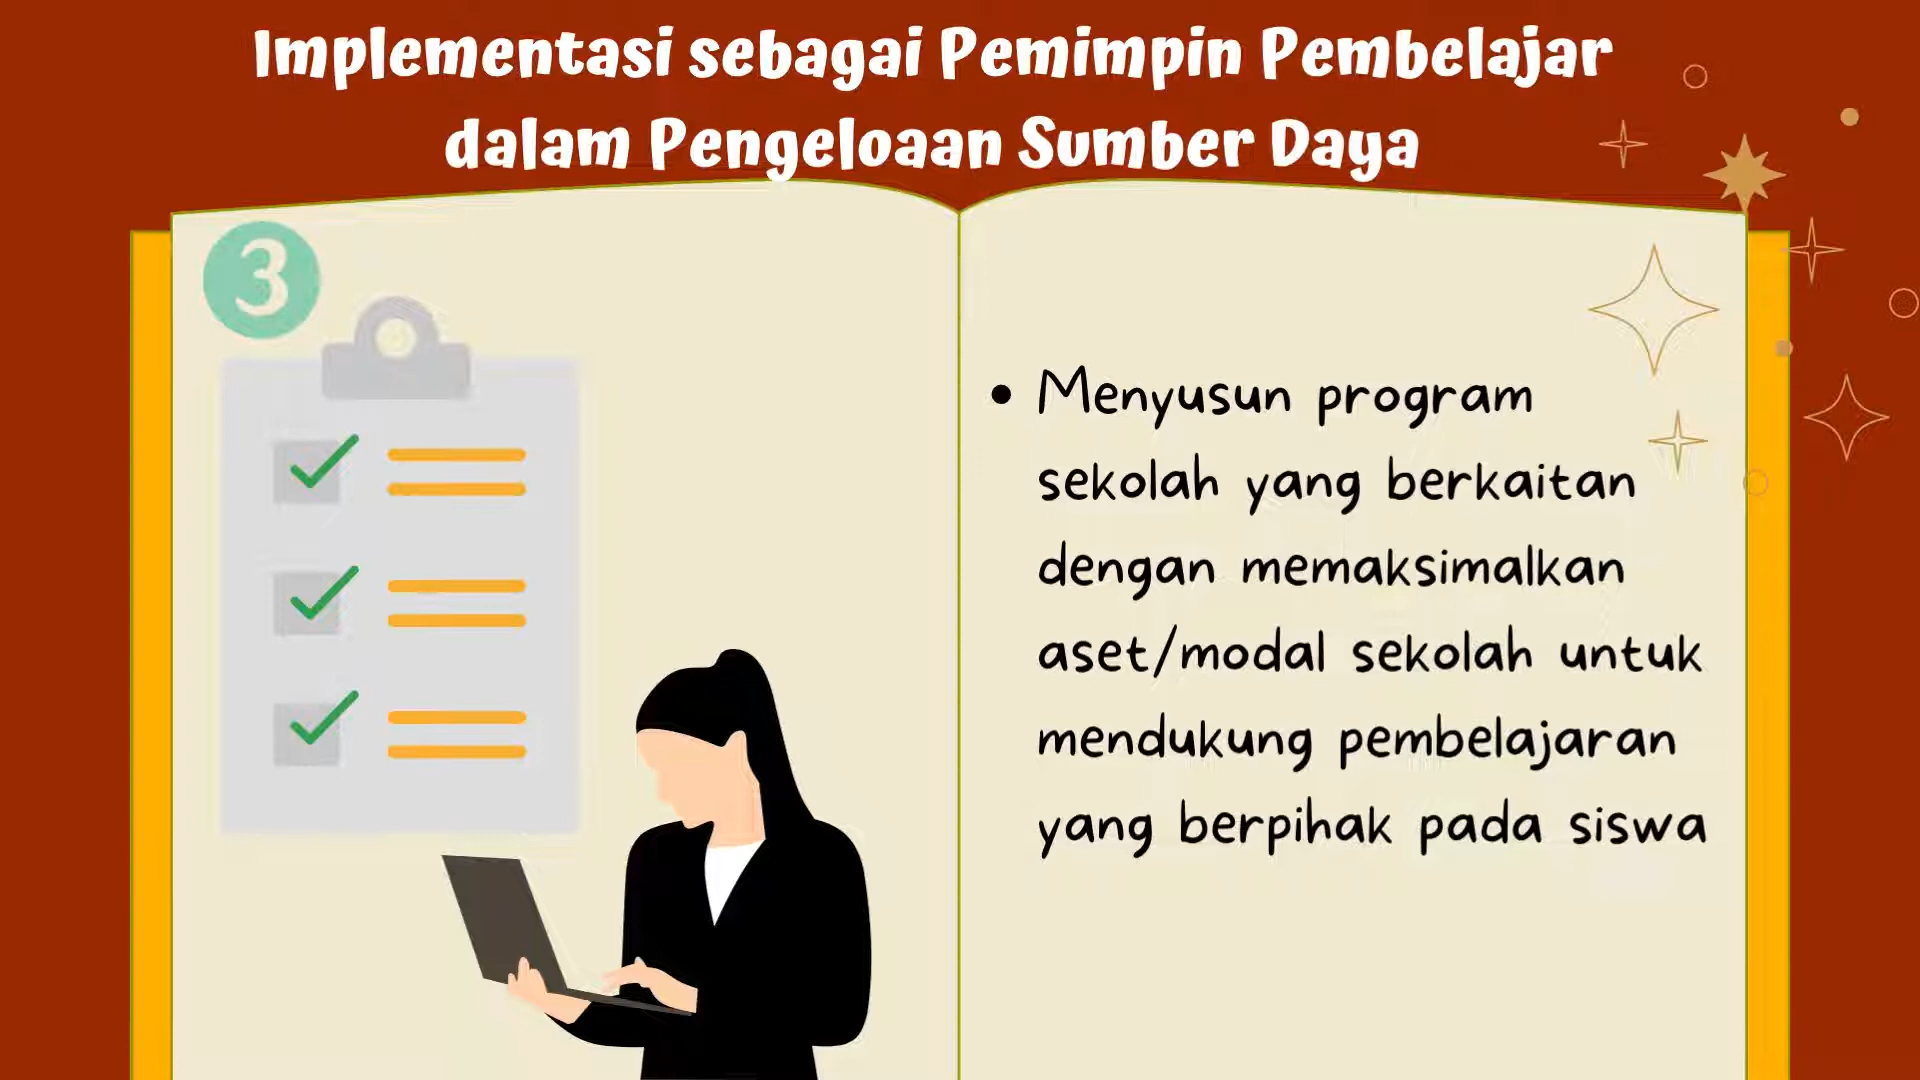 Implementasi sebagai Pemimpin Pembelajar
dalam Pengeloaan Sumber Daya
3
• Menyusun program
sekolah yang berkaitan
dengan memaksimalkan
aset/modal sekolah untuk
mendukung pembelajaran
yang berpihak pada siswa